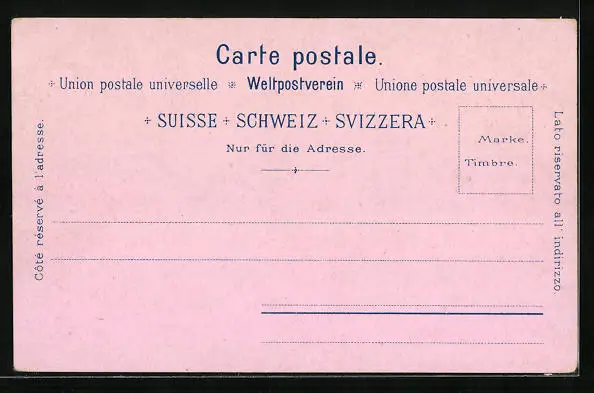 Carte postale.
Union postale universelle Weltpostverein Unione postale universale
SUISSE + SCHWEIZ + SVIZZERA
Nur für die Adresse.
Marke.
Timbre.
Côté réservé à l'adresse.
Lato riservato all' indirizzo.